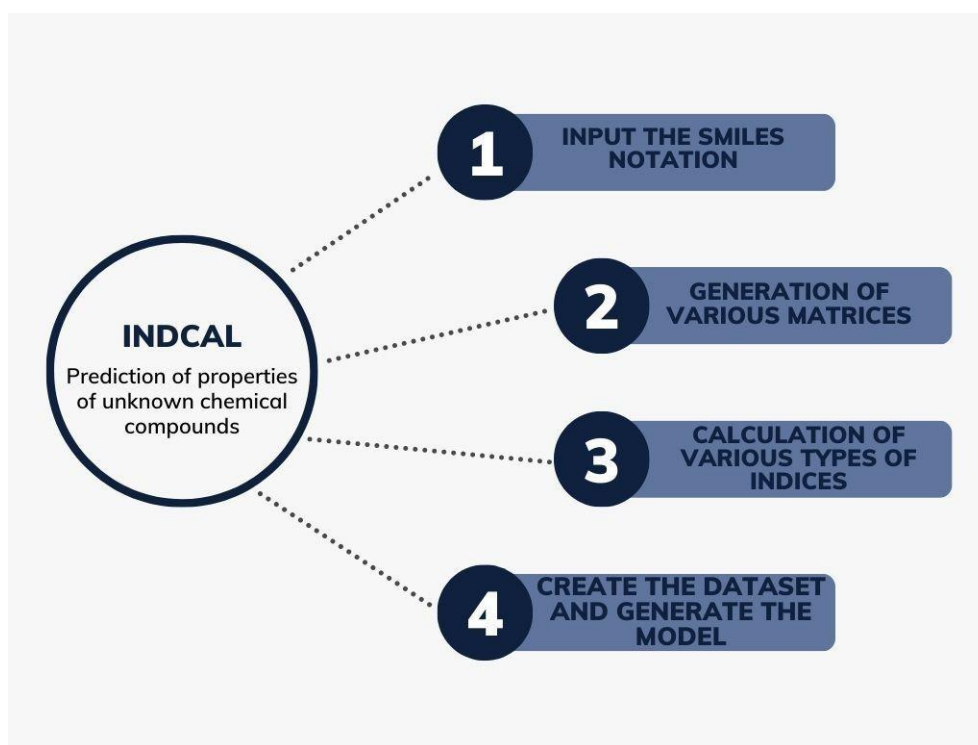 INDCAL
Prediction of properties
of unknown chemical
compounds
1
INPUT THE SMILES
NOTATION
2
GENERATION OF
VARIOUS MATRICES
3
CALCULATION OF
VARIOUS TYPES OF
INDICES
4
CREATE THE DATASET
AND GENERATE THE
MODEL